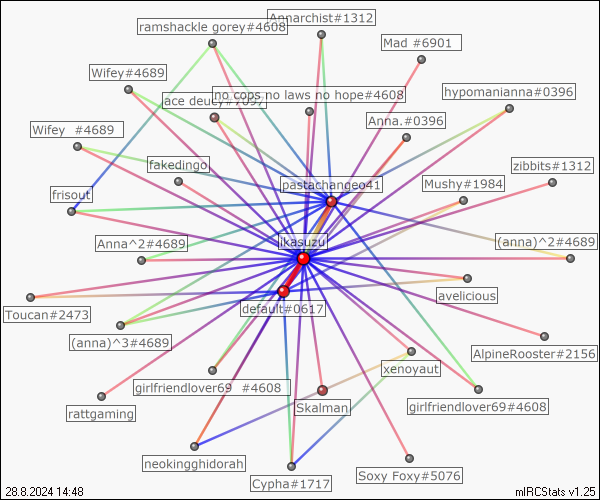 ramshackle gorey#4608
Annarchist#1312
Mad #6901
Wifey #4689
no cops no laws no hope#4608
ace deucy#7097
hypomanianna#0396
Wifey  #4689
Anna.#0396
fakedingo
zibbits#1312
frisout
pastachangeo41
Mushy#1984
Anna^2#4689
ikasuzu
(anna)^2#4689
avelicious
Toucan#2473
default#0617
(anna)^3#4689
AlpineRooster#2156
xenoyaut
girlfriendlover69  #4608
rattgaming
Skalman
girlfriendlover69#4608
neokingghidorah
Cypha#1717
Soxy Foxy#5076
28.8.2024 14:48
mIRCStats v1.25